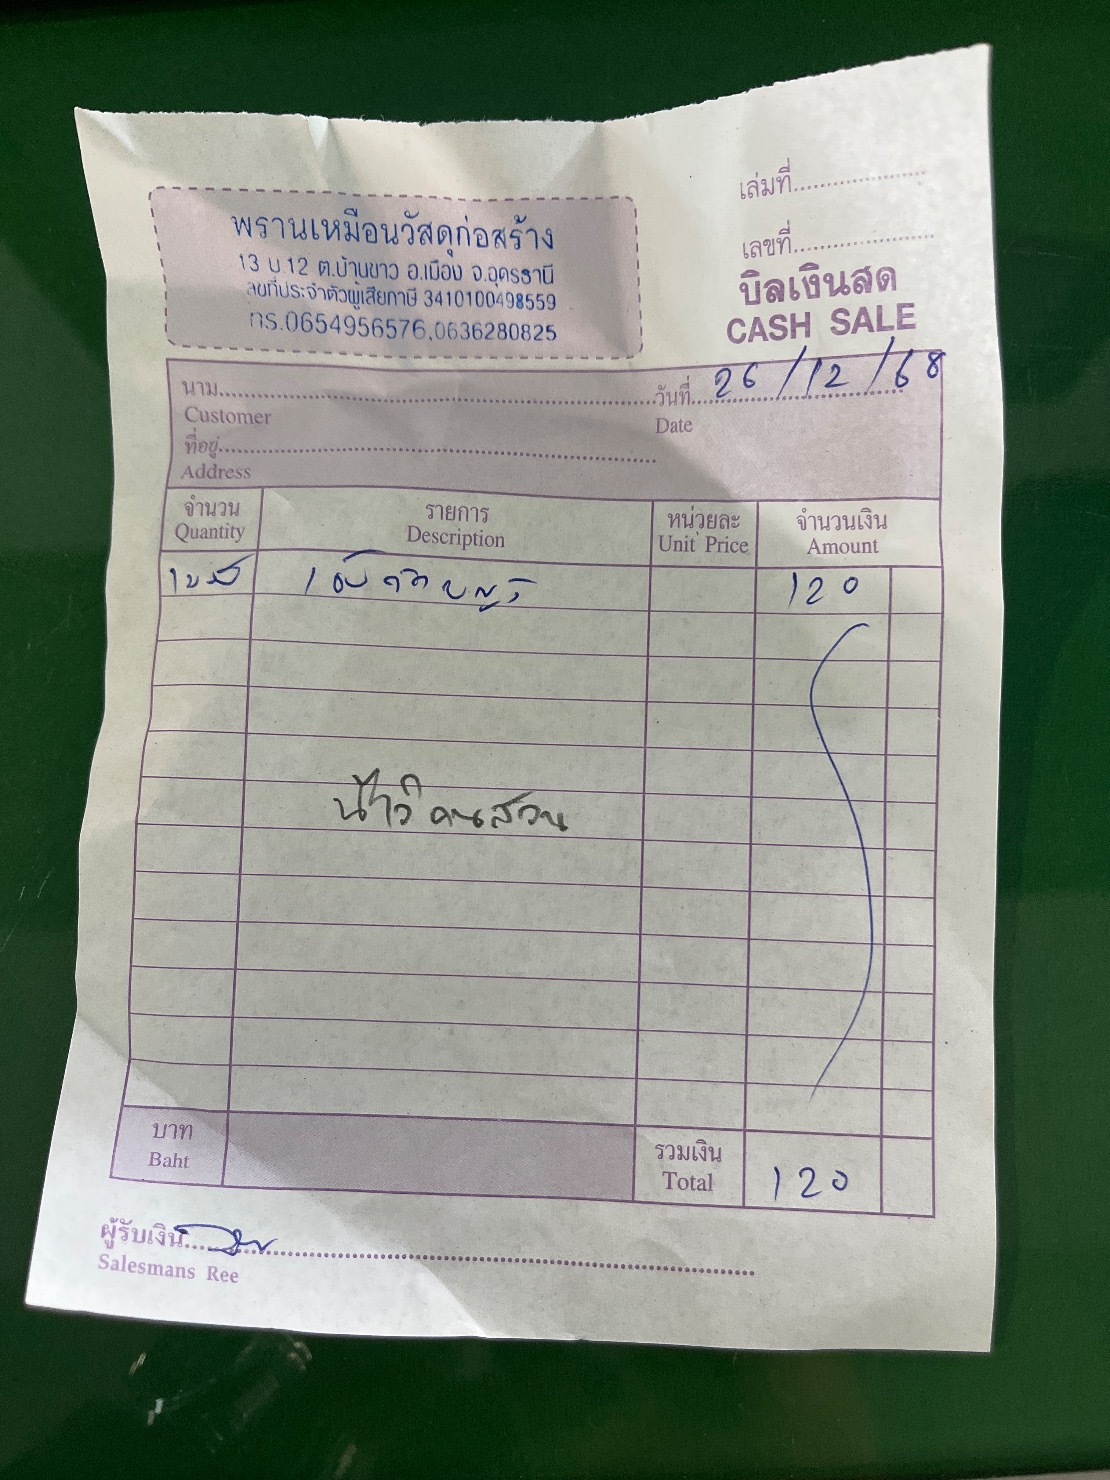 เล่มที่
เลขที่
พรานเหมือนวัสดุก่อสร้าง
13 ม.12 ต.บ้านขาว อ.เมือง จ.อุดรธานี
ลขที่ประจำตัวผู้เสียภาษี 3410100498559
โทร.0654956576,0636280825
บิลเงินสด
CASH SALE
นาม วันที่ 26/12/68
Customer Date
ที่อยู่
Address
จำนวน รายการ หน่วยละ จำนวนเงิน
Quantity Description Unit Price Amount
120
คนสวน
บาท รวมเงิน
Baht Total 120
ผู้รับเงิน
Salesmans Ree